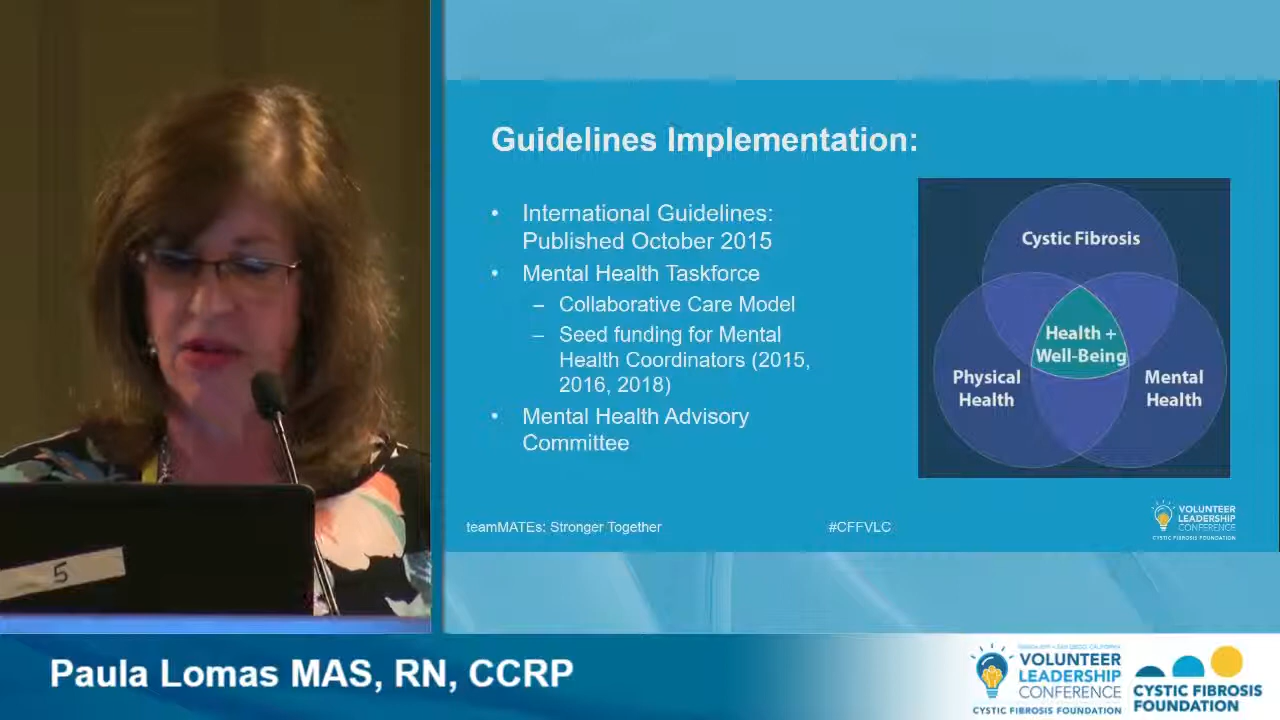 Guidelines Implementation:
• International Guidelines:
Published October 2015
• Mental Health Taskforce
– Collaborative Care Model
– Seed funding for Mental
Health Coordinators (2015,
2016, 2018)
• Mental Health Advisory
Committee
Cystic Fibrosis
Health +
Well-Being
Physical
Health
Mental
Health
teamMATEs: Stronger Together
#CFFVLC
VOLUNTEER
LEADERSHIP
CONFERENCE
CYSTIC FIBROSIS FOUNDATION
5
Paula Lomas MAS, RN, CCRP
VOLUNTEER
LEADERSHIP
CONFERENCE
CYSTIC FIBROSIS FOUNDATION
CYSTIC FIBROSIS
FOUNDATION